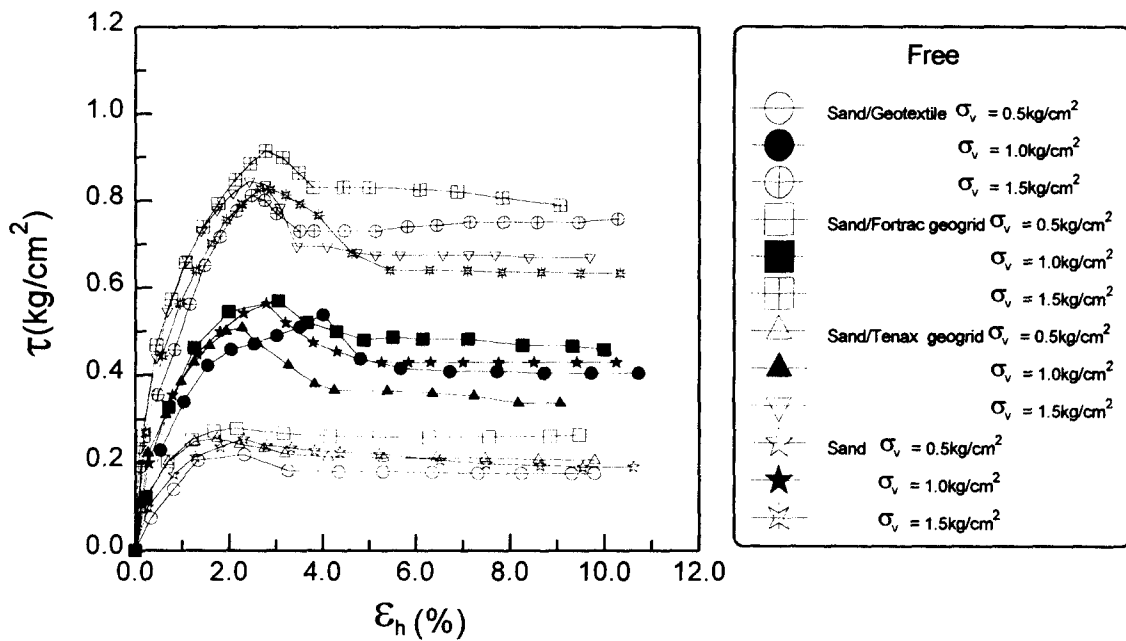 1.2
1.0
0.8
0.6
0.4
0.2
0.0
τ(kg/cm²)
0.0 2.0 4.0 6.0 8.0 10.0 12.0
εh (%)
Free
Sand/Geotextile σv = 0.5kg/cm²
σv = 1.0kg/cm²
σv = 1.5kg/cm²
Sand/Fortrac geogrid σv = 0.5kg/cm²
σv = 1.0kg/cm²
σv = 1.5kg/cm²
Sand/Tenax geogrid σv = 0.5kg/cm²
σv = 1.0kg/cm²
σv = 1.5kg/cm²
Sand σv = 0.5kg/cm²
σv = 1.0kg/cm²
σv = 1.5kg/cm²